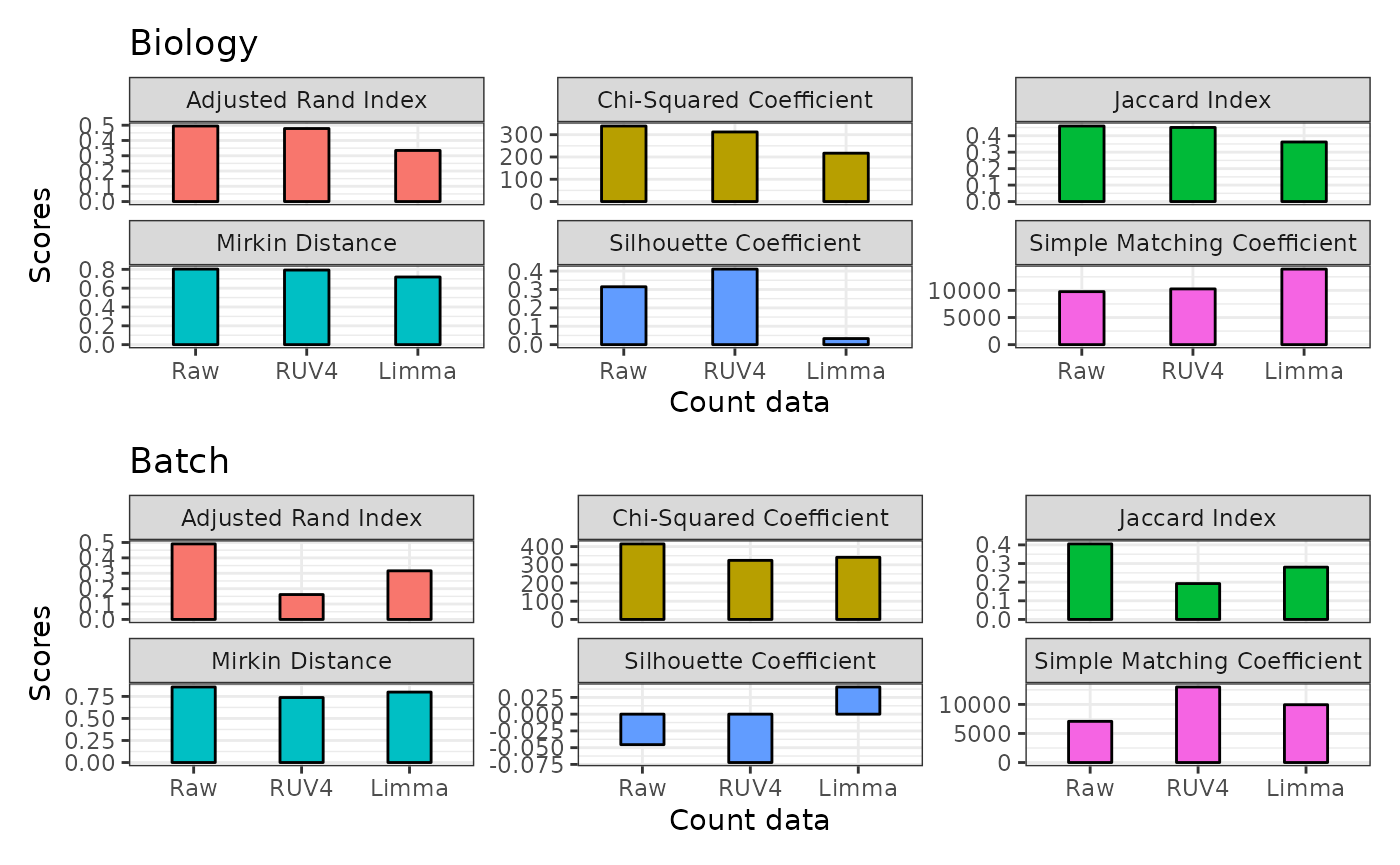 Biology
Adjusted Rand Index
Chi-Squared Coefficient
Jaccard Index
0.5
0.4
0.3
0.2
0.1
0.0
300
200
100
0
0.4
0.3
0.2
0.1
0.0
Scores
Mirkin Distance
Silhouette Coefficient
Simple Matching Coefficient
0.8
0.6
0.4
0.2
0.0
0.4
0.3
0.2
0.1
0.0
10000
5000
0
Raw RUV4 Limma
Raw RUV4 Limma
Raw RUV4 Limma
Count data
Batch
Adjusted Rand Index
Chi-Squared Coefficient
Jaccard Index
0.5
0.4
0.3
0.2
0.1
0.0
400
300
200
100
0
0.4
0.3
0.2
0.1
0.0
Scores
Mirkin Distance
Silhouette Coefficient
Simple Matching Coefficient
0.75
0.50
0.25
0.00
0.025
0.000
-0.025
-0.050
-0.075
10000
5000
0
Raw RUV4 Limma
Raw RUV4 Limma
Raw RUV4 Limma
Count data